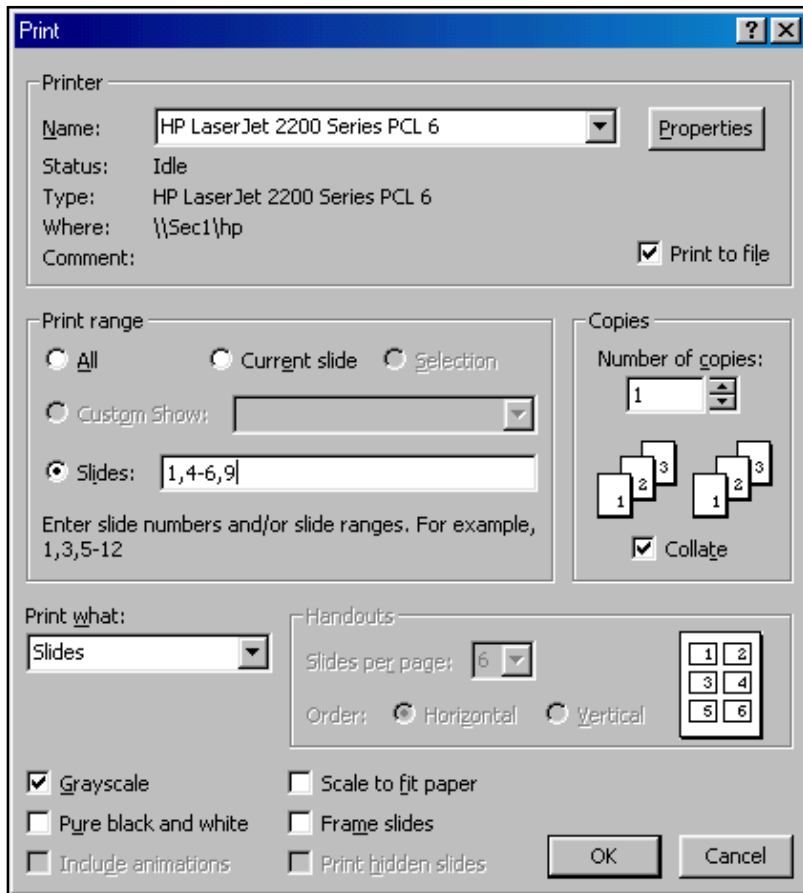 Print
? X
Printer
Name: HP LaserJet 2200 Series PCL 6 Properties
Status: Idle
Type: HP LaserJet 2200 Series PCL 6
Where: \\Sec1\hp
Comment: Print to file
Print range
All Current slide Selection
Custom Show:
Slides: 1,4-6,9
Enter slide numbers and/or slide ranges. For example,
1,3,5-12
Copies
Number of copies:
1
1 2 3 1 2 3
Collate
Print what:
Slides
Handouts
Slides per page: 6
Order: Horizontal Vertical
1 2
3 4
5 6
Grayscale Scale to fit paper
Pure black and white Frame slides
Include animations Print hidden slides
OK Cancel